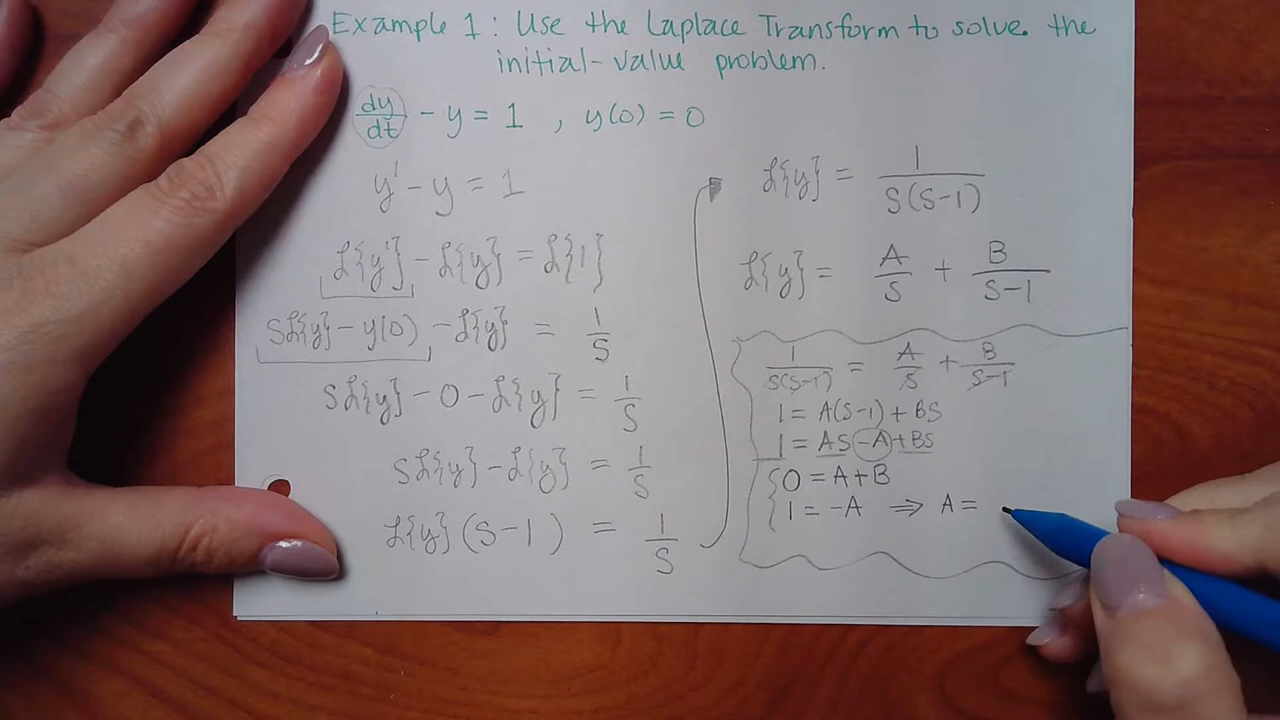 Example 1: Use the Laplace Transform to solve the
initial-value problem.
dy/dt - y = 1 , y(0) = 0
y' - y = 1
ℒ{y'} - ℒ{y} = ℒ{1}
sℒ{y} - y(0) - ℒ{y} = 1/s
sℒ{y} - 0 - ℒ{y} = 1/s
sℒ{y} - ℒ{y} = 1/s
ℒ{y}(s-1) = 1/s
ℒ{y} = 1/s(s-1)
ℒ{y} = A/s + B/s-1
1/s(s-1) = A/s + B/s-1
1 = A(s-1) + Bs
1 = As - A + Bs
0 = A + B
1 = -A ⇒ A =